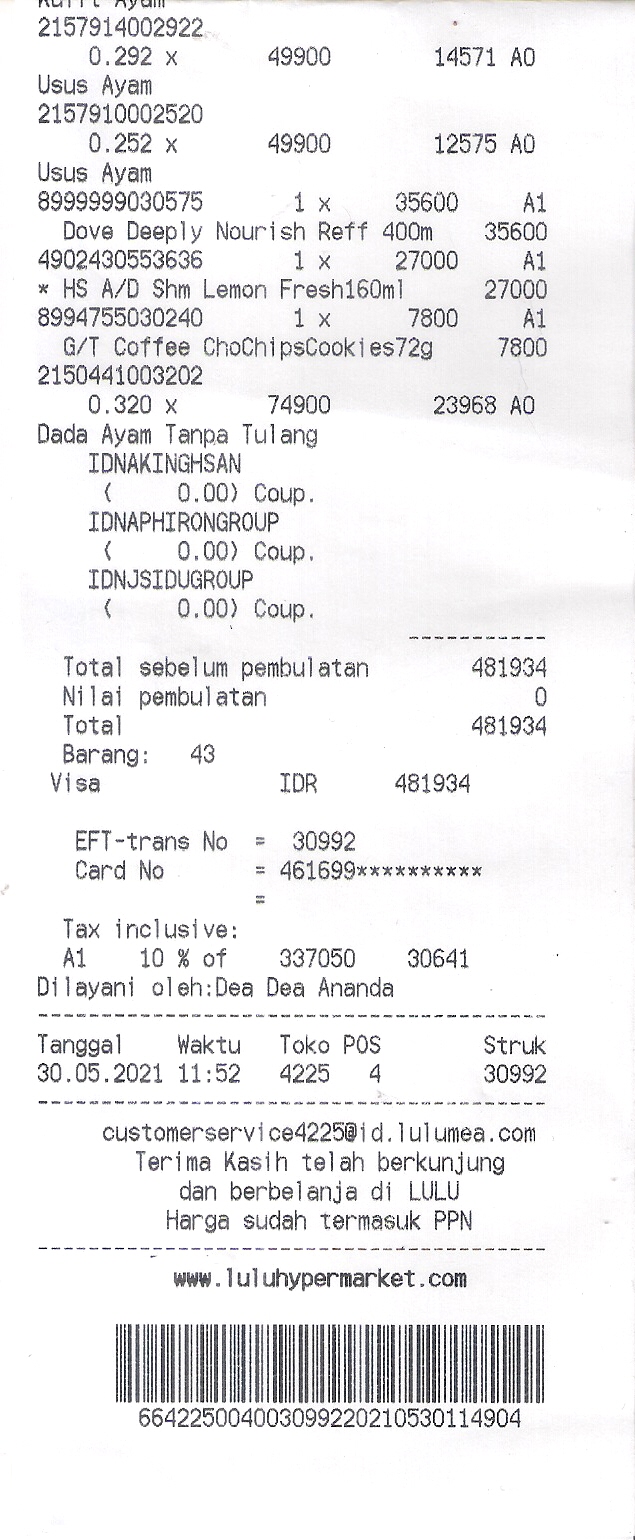 Kulit Ayam
2157914002922
0.292 x 49900 14571 A0
Usus Ayam
2157910002520
0.252 x 49900 12575 A0
Usus Ayam
8999999030575 1 x 35600 A1
Dove Deeply Nourish Reff 400m 35600
4902430553636 1 x 27000 A1
* HS A/D Shm Lemon Fresh160ml 27000
8994755030240 1 x 7800 A1
G/T Coffee ChoChipsCookies72g 7800
2150441003202
0.320 x 74900 23968 A0
Dada Ayam Tanpa Tulang
IDNAKINGHSAN
( 0.00) Coup.
IDNAPHIRONGROUP
( 0.00) Coup.
IDNJSIDUGROUP
( 0.00) Coup.
-----------
Total sebelum pembulatan 481934
Nilai pembulatan 0
Total 481934
Barang: 43
Visa IDR 481934
EFT-trans No = 30992
Card No = 461699**********
=
Tax inclusive:
A1 10 % of 337050 30641
Dilayani oleh:Dea Dea Ananda
----------------------------------------
Tanggal Waktu Toko POS Struk
30.05.2021 11:52 4225 4 30992
----------------------------------------
customerservice4225@id.lulumea.com
Terima Kasih telah berkunjung
dan berbelanja di LULU
Harga sudah termasuk PPN
----------------------------------------
www.luluhypermarket.com
664225004003099220210530114904